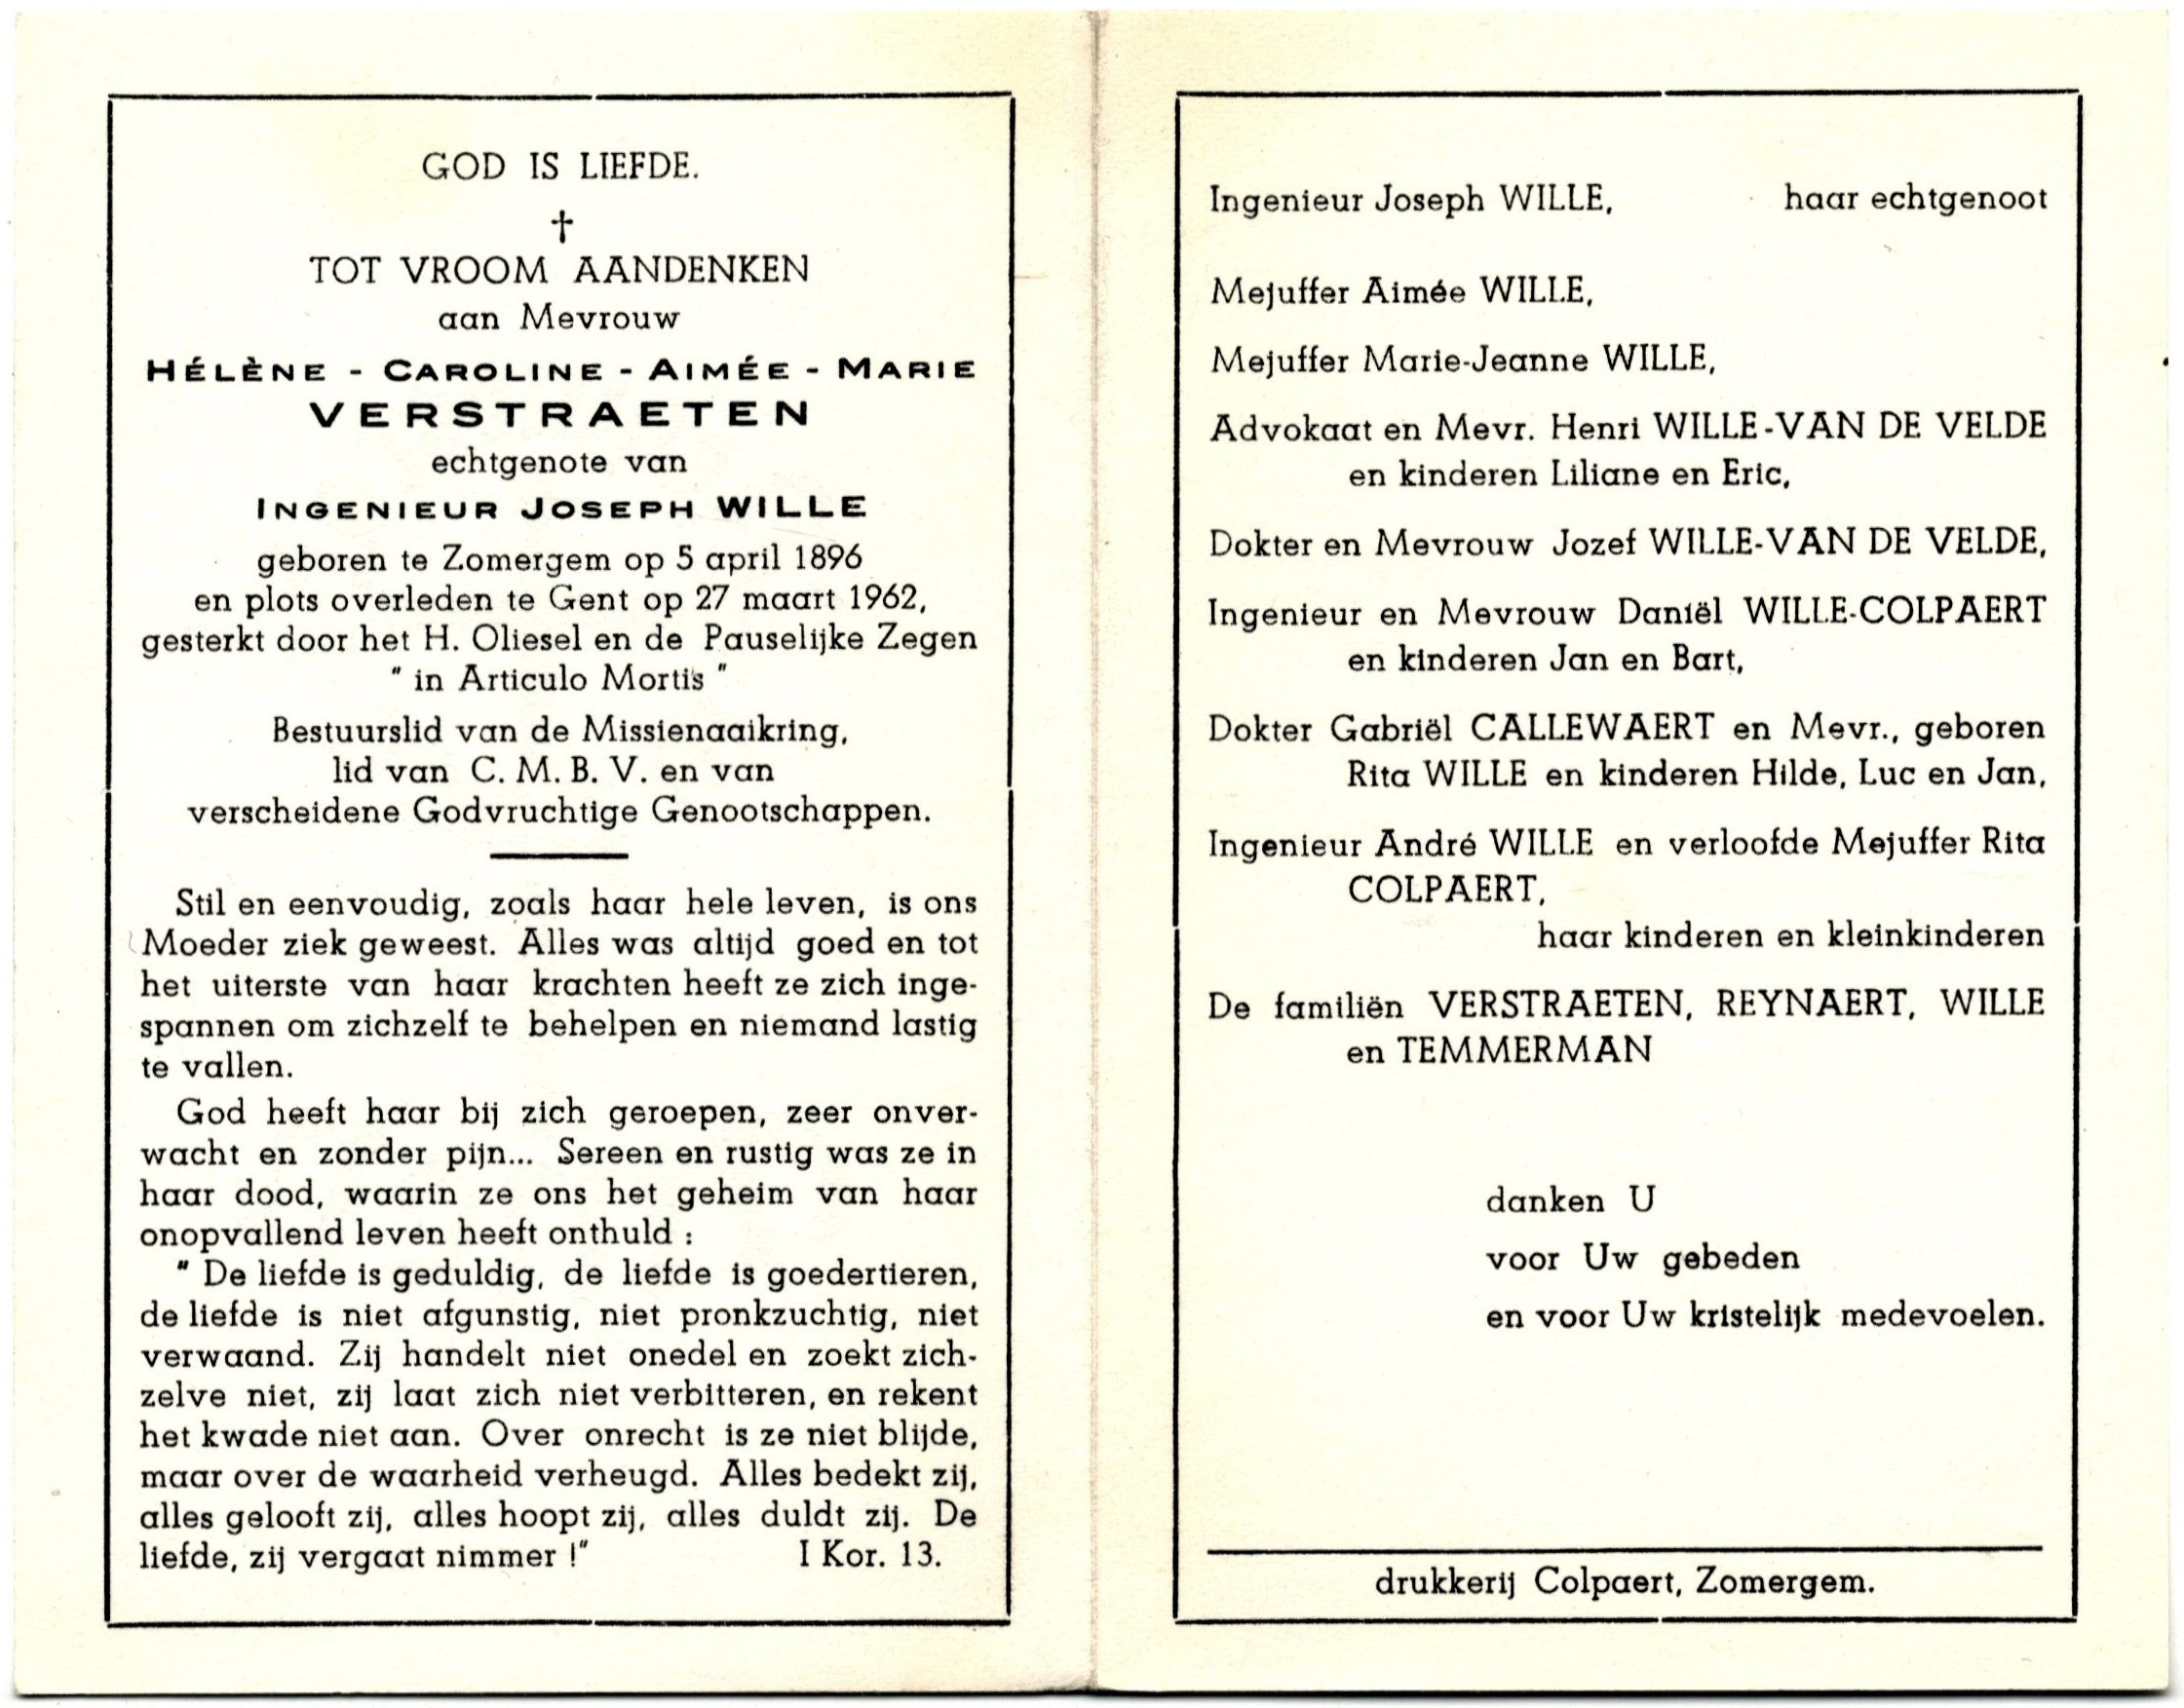 GOD IS LIEFDE.
†
TOT VROOM AANDENKEN
aan Mevrouw
HÉLÈNE - CAROLINE - AIMÉE - MARIE
VERSTRAETEN
echtgenote van
INGENIEUR JOSEPH WILLE
geboren te Zomergem op 5 april 1896
en plots overleden te Gent op 27 maart 1962,
gesterkt door het H. Oliesel en de Pauselijke Zegen
" in Articulo Mortis "
Bestuurslid van de Missienaaikring,
lid van C. M. B. V. en van
verscheidene Godvruchtige Genootschappen.
Stil en eenvoudig, zoals haar hele leven, is ons
Moeder ziek geweest. Alles was altijd goed en tot
het uiterste van haar krachten heeft ze zich inge-
spannen om zichzelf te behelpen en niemand lastig
te vallen.
God heeft haar bij zich geroepen, zeer onver-
wacht en zonder pijn... Sereen en rustig was ze in
haar dood, waarin ze ons het geheim van haar
onopvallend leven heeft onthuld :
" De liefde is geduldig, de liefde is goedertieren,
de liefde is niet afgunstig, niet pronkzuchtig, niet
verwaand. Zij handelt niet onedel en zoekt zich-
zelve niet, zij laat zich niet verbitteren, en rekent
het kwade niet aan. Over onrecht is ze niet blijde,
maar over de waarheid verheugd. Alles bedekt zij,
alles gelooft zij, alles hoopt zij, alles duldt zij. De
liefde, zij vergaat nimmer !" I Kor. 13.
Ingenieur Joseph WILLE, haar echtgenoot
Mejuffer Aimée WILLE,
Mejuffer Marie-Jeanne WILLE,
Advokaat en Mevr. Henri WILLE-VAN DE VELDE
en kinderen Liliane en Eric,
Dokter en Mevrouw Jozef WILLE-VAN DE VELDE,
Ingenieur en Mevrouw Daniël WILLE-COLPAERT
en kinderen Jan en Bart,
Dokter Gabriël CALLEWAERT en Mevr., geboren
Rita WILLE en kinderen Hilde, Luc en Jan,
Ingenieur André WILLE en verloofde Mejuffer Rita
COLPAERT,
haar kinderen en kleinkinderen
De familiën VERSTRAETEN, REYNAERT, WILLE
en TEMMERMAN
danken U
voor Uw gebeden
en voor Uw kristelijk medevoelen.
drukkerij Colpaert, Zomergem.